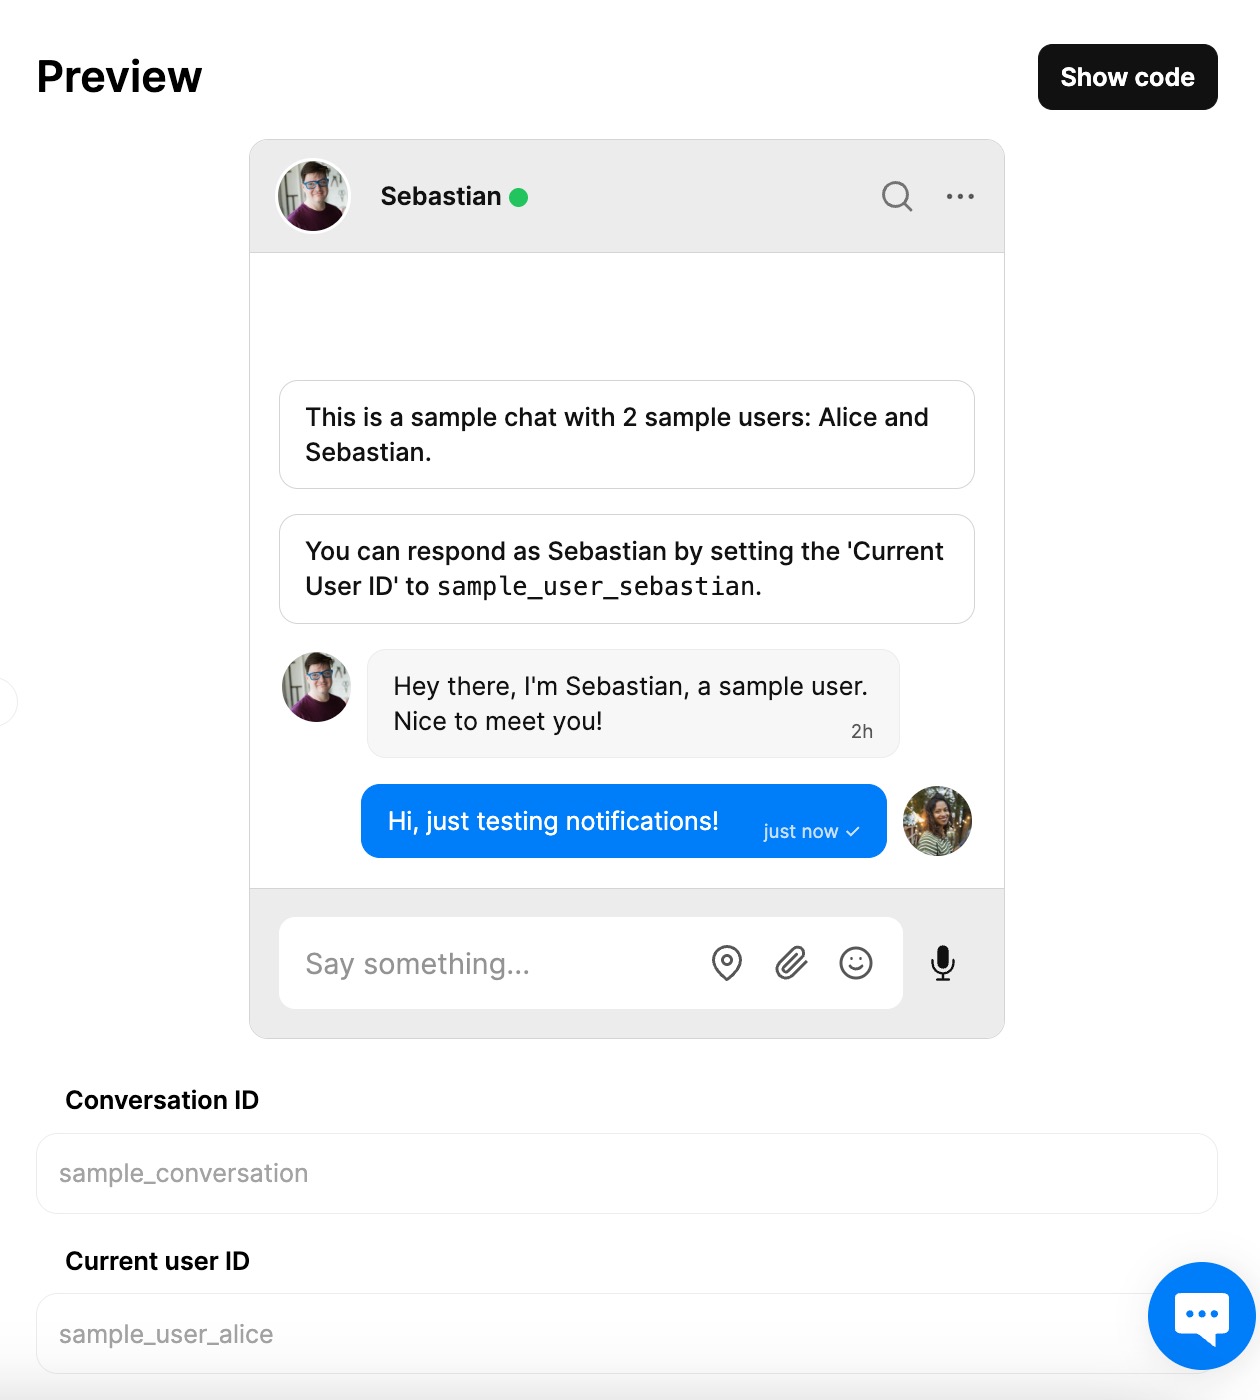 Preview
Show code
Sebastian
This is a sample chat with 2 sample users: Alice and
Sebastian.
You can respond as Sebastian by setting the 'Current
User ID' to sample_user_sebastian.
Hey there, I'm Sebastian, a sample user.
Nice to meet you!
2h
Hi, just testing notifications!
just now
Say something...
Conversation ID
sample_conversation
Current user ID
sample_user_alice